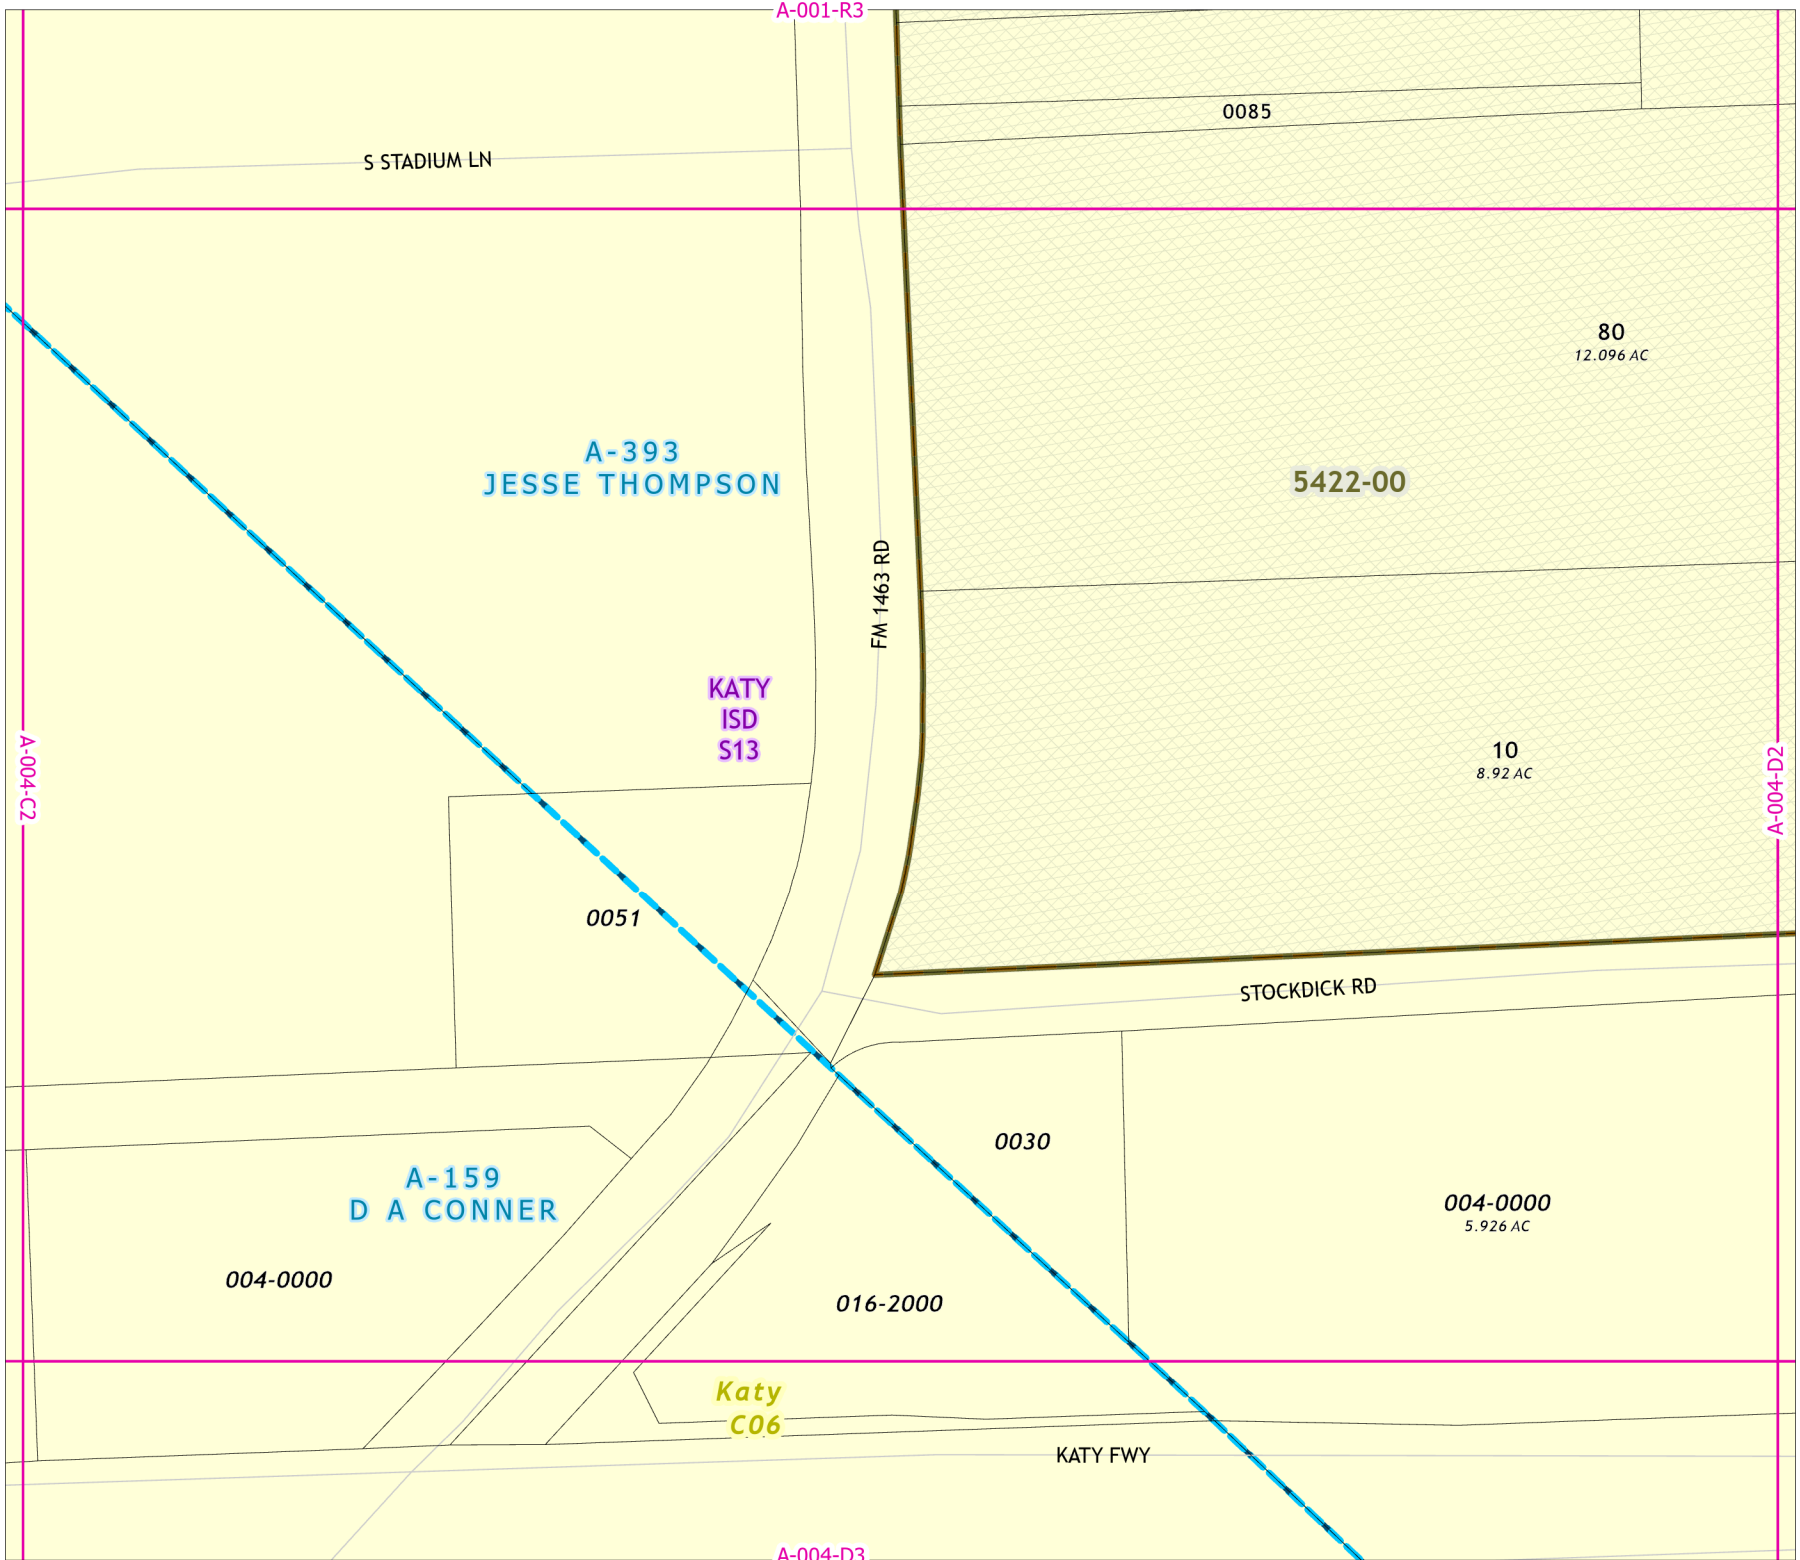 A-001-R3
0085
S STADIUM LN
80
12.096 AC
A-393
JESSE THOMPSON
5422-00
FM 1463 RD
KATY
ISD
S13
A-004-C2
A-004-D2
10
8.92 AC
0051
STOCKDICK RD
0030
A-159
D A CONNER
004-0000
5.926 AC
004-0000
016-2000
Katy
C06
KATY FWY
A-004-D3